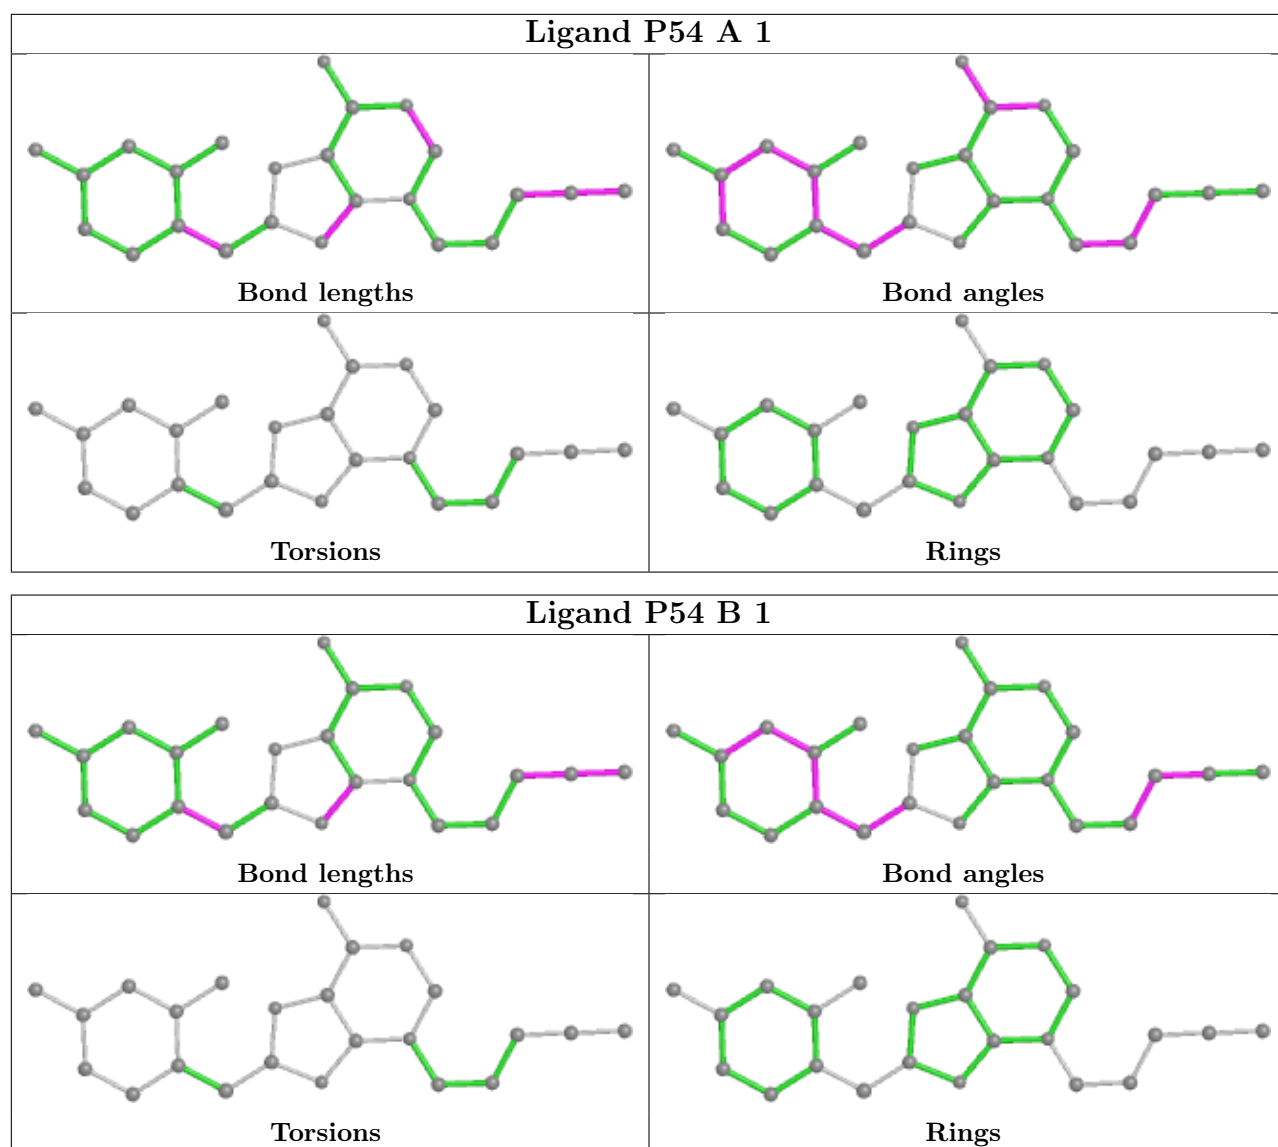 Ligand P54 A 1
Bond lengths
Bond angles
Torsions
Rings
Ligand P54 B 1
Bond lengths
Bond angles
Torsions
Rings